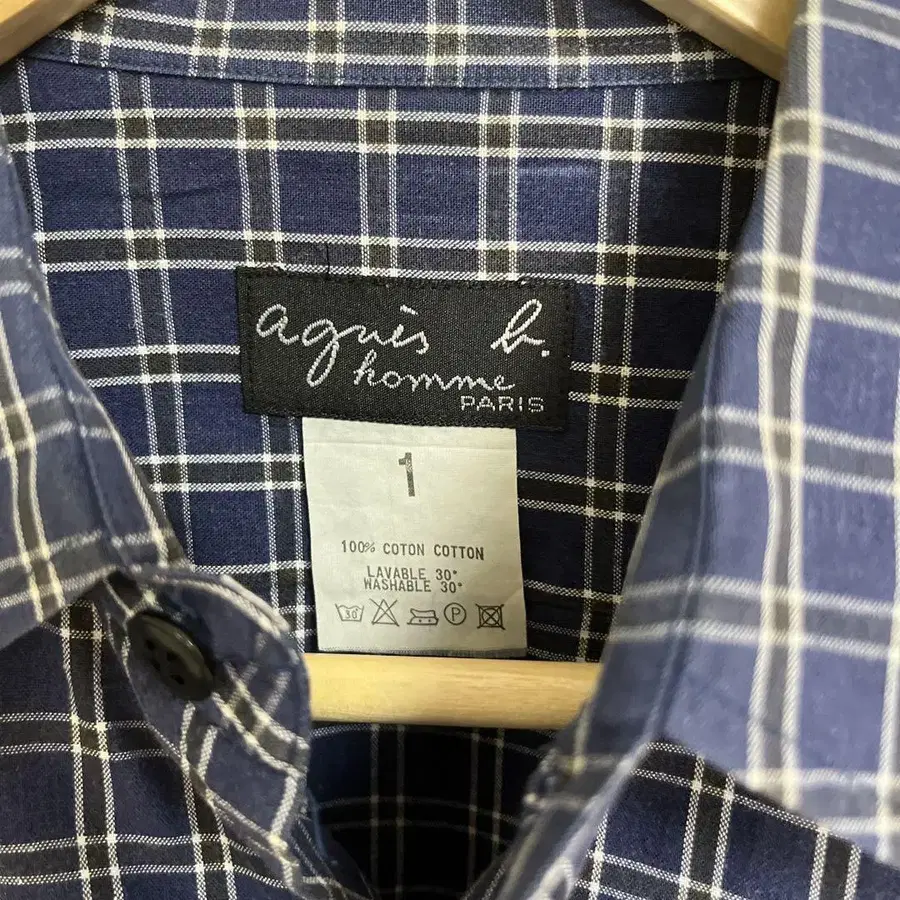 agnès b.
homme
PARIS
1
100% COTON COTTON
LAVABLE 30°
WASHABLE 30°
30 P